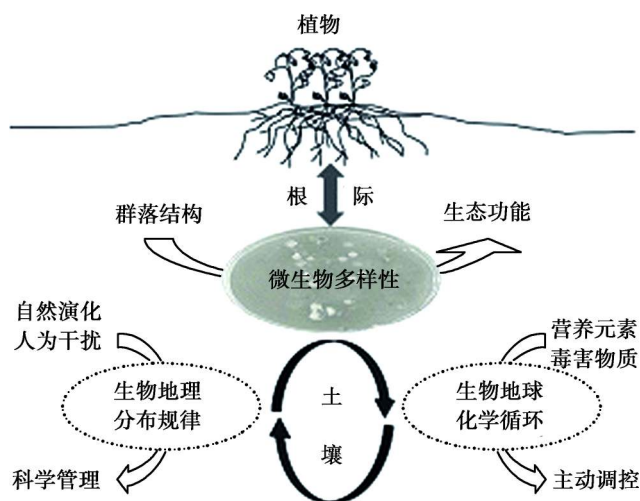 植物
根 际
群落结构
生态功能
微生物多样性
自然演化
人为干扰
营养元素
毒害物质
生物地理
分布规律
土
壤
生物地球
化学循环
科学管理
主动调控